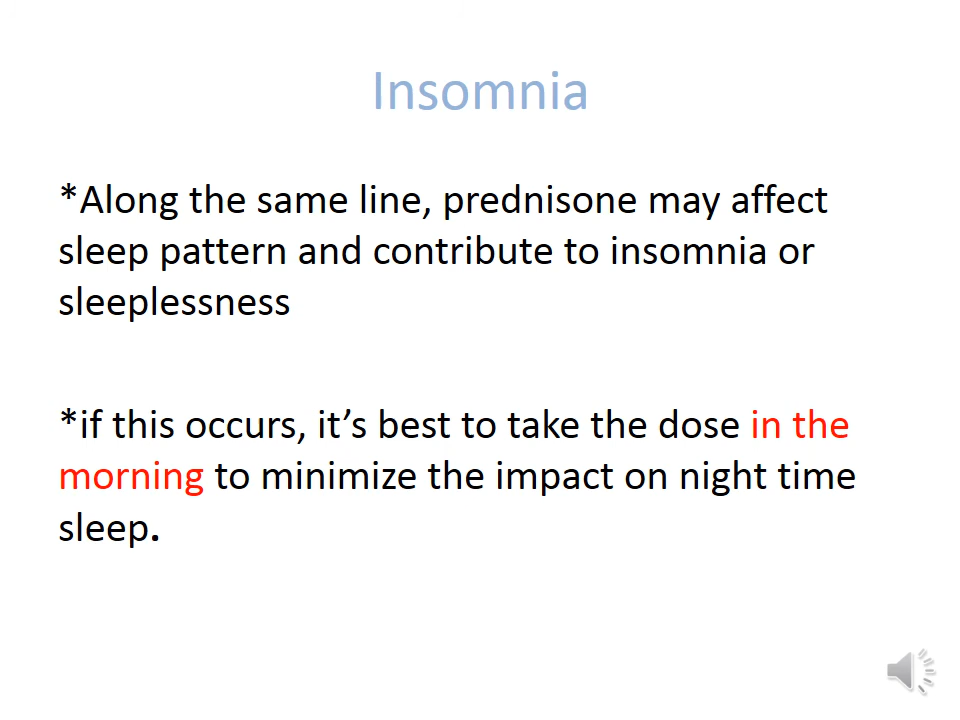 Insomnia
*Along the same line, prednisone may affect
sleep pattern and contribute to insomnia or
sleeplessness
*if this occurs, it’s best to take the dose in the
morning to minimize the impact on night time
sleep.